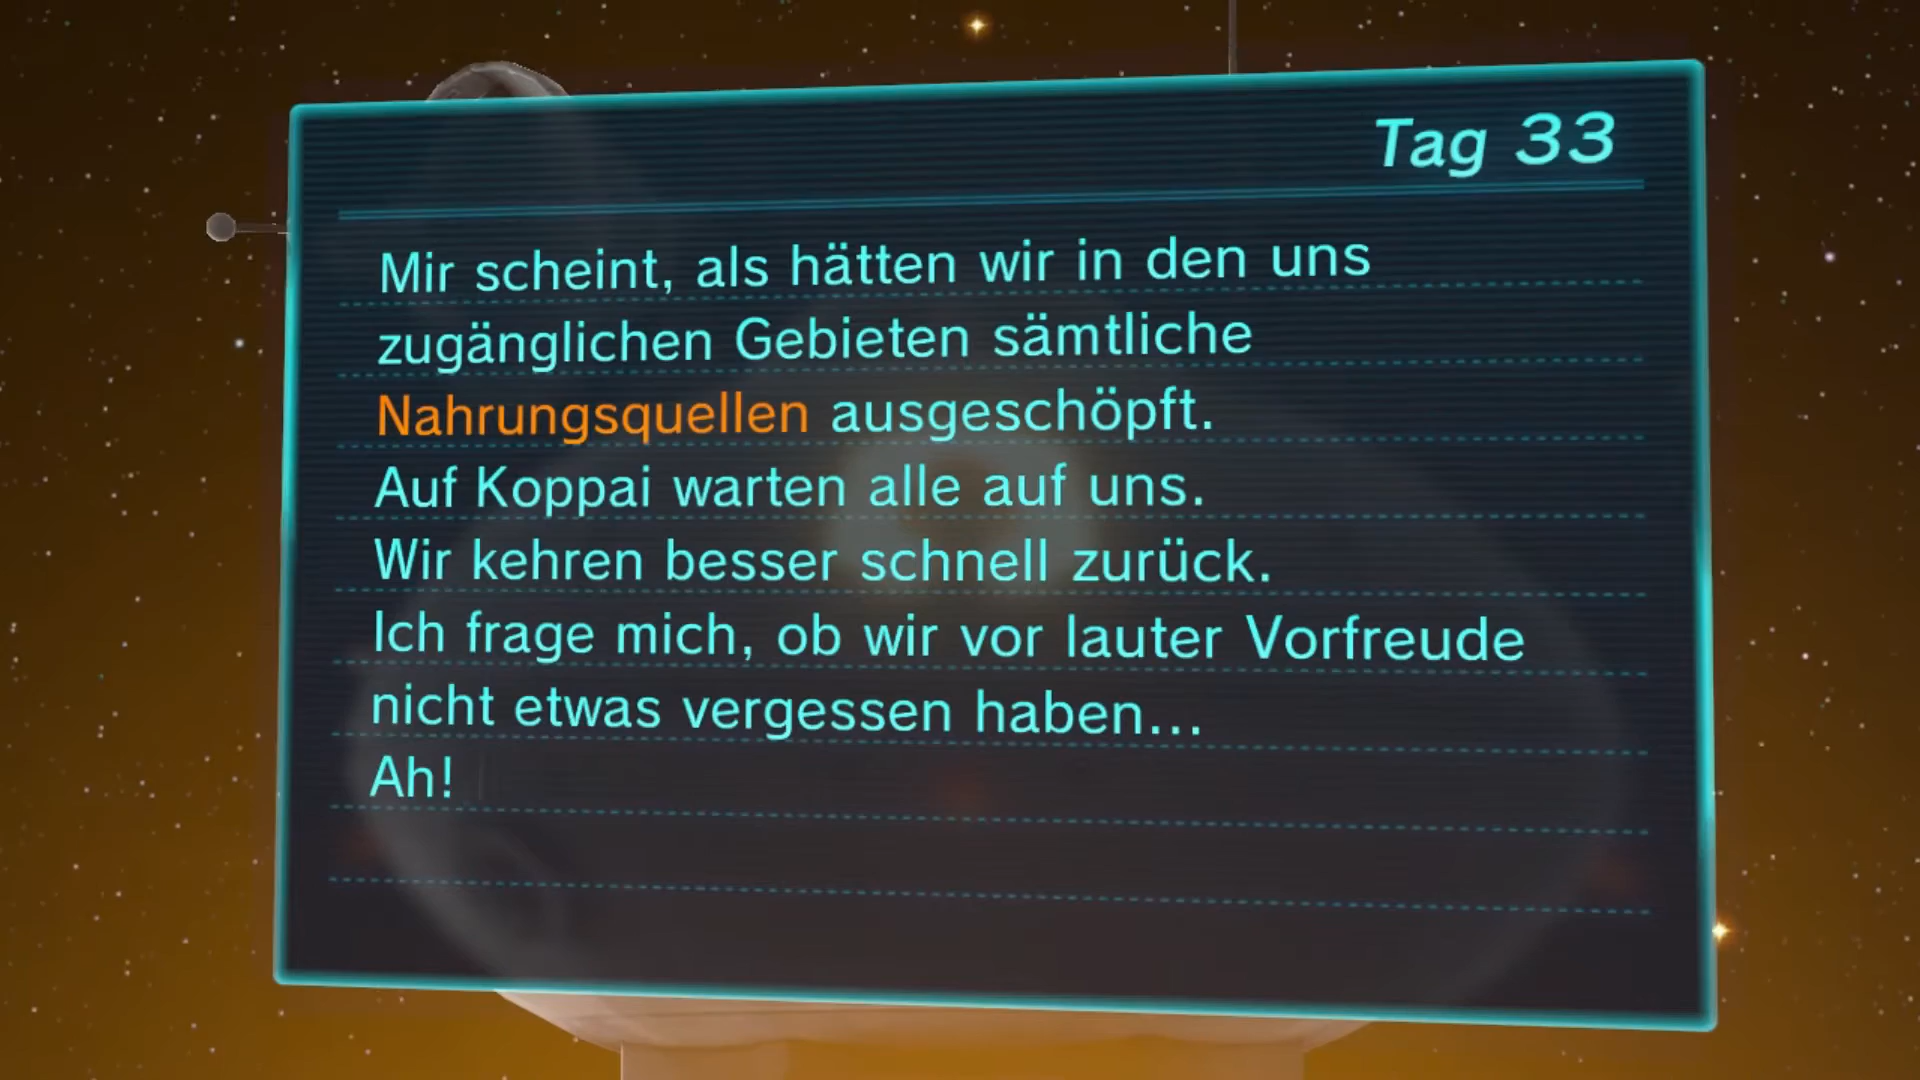 Tag 33
Mir scheint, als hätten wir in den uns
zugänglichen Gebieten sämtliche
Nahrungsquellen ausgeschöpft.
Auf Koppai warten alle auf uns.
Wir kehren besser schnell zurück.
Ich frage mich, ob wir vor lauter Vorfreude
nicht etwas vergessen haben...
Ah!